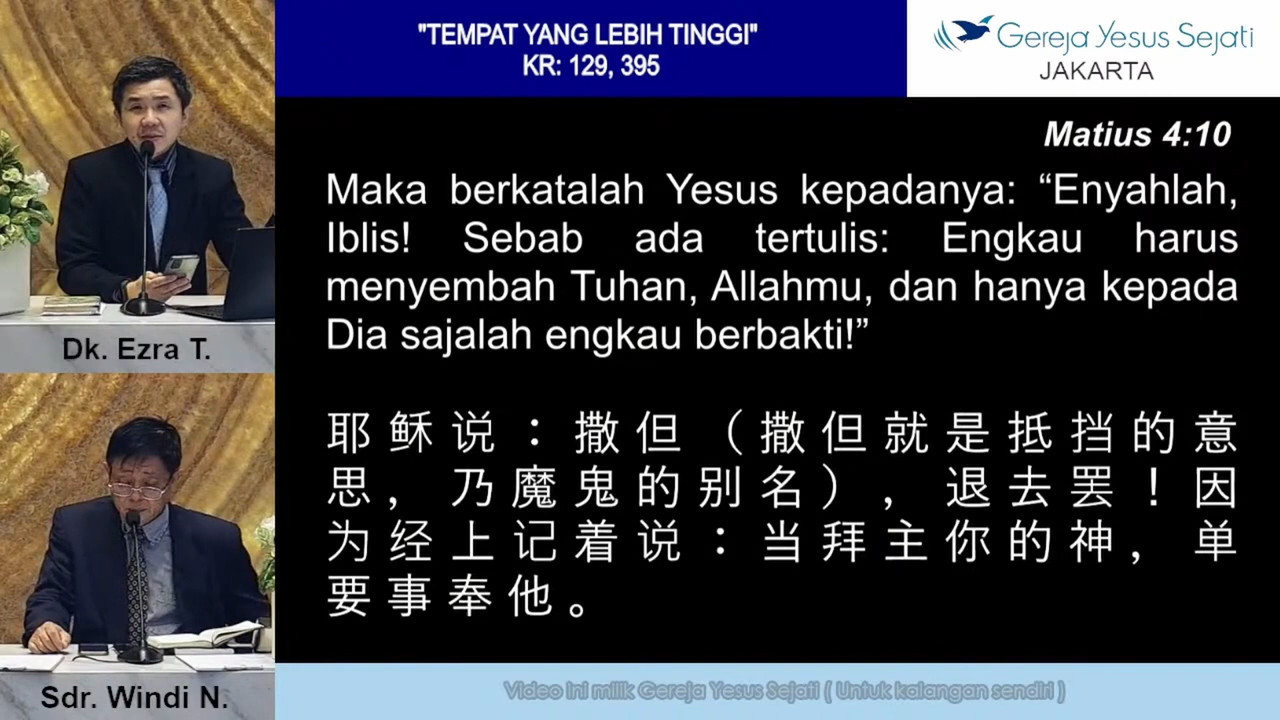 "TEMPAT YANG LEBIH TINGGI"
KR: 129, 395
Gereja Yesus Sejati
JAKARTA
Matius 4:10
Maka berkatalah Yesus kepadanya: “Enyahlah,
Iblis! Sebab ada tertulis: Engkau harus
menyembah Tuhan, Allahmu, dan hanya kepada
Dia sajalah engkau berbakti!”
耶稣说：撒但（撒但就是抵挡的意
思，乃魔鬼的别名），退去罢！因
为经上记着说：当拜主你的神，单
要事奉他。
Dk. Ezra T.
Sdr. Windi N.
Video ini milik Gereja Yesus Sejati ( Untuk kalangan sendiri )